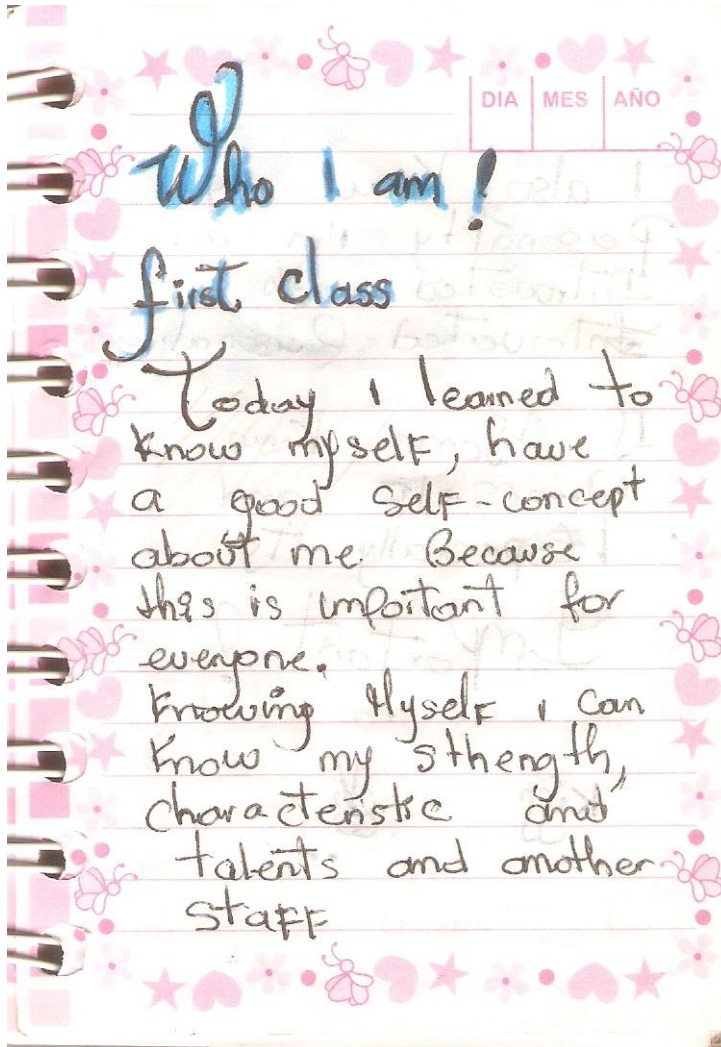 DIA MES AÑO
Who I am!
first class
Today I learned to
know myself, have
a good self-concept
about me Because
this is important for
everyone.
Knowing Myself I can
know my sthength,
characteristic and
talents and another
staff